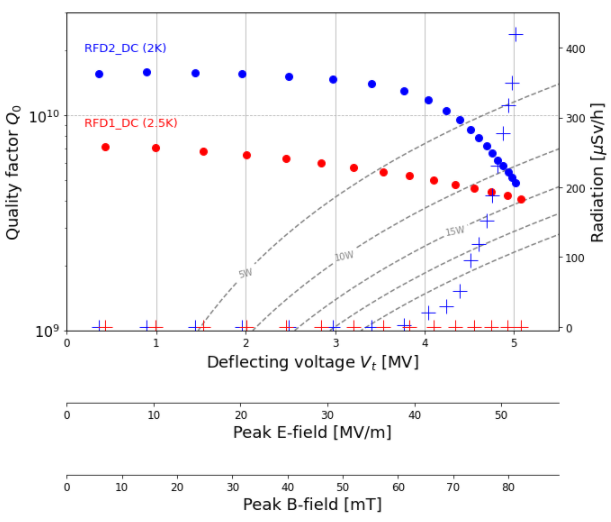 RFD2_DC (2K)
RFD1_DC (2.5K)
Quality factor Q0
10^10
10^9
5W
10W
15W
400
300
200
100
0
Radiation [μSv/h]
0 1 2 3 4 5
Deflecting voltage Vt [MV]
0 10 20 30 40 50
Peak E-field [MV/m]
0 10 20 30 40 50 60 70 80
Peak B-field [mT]